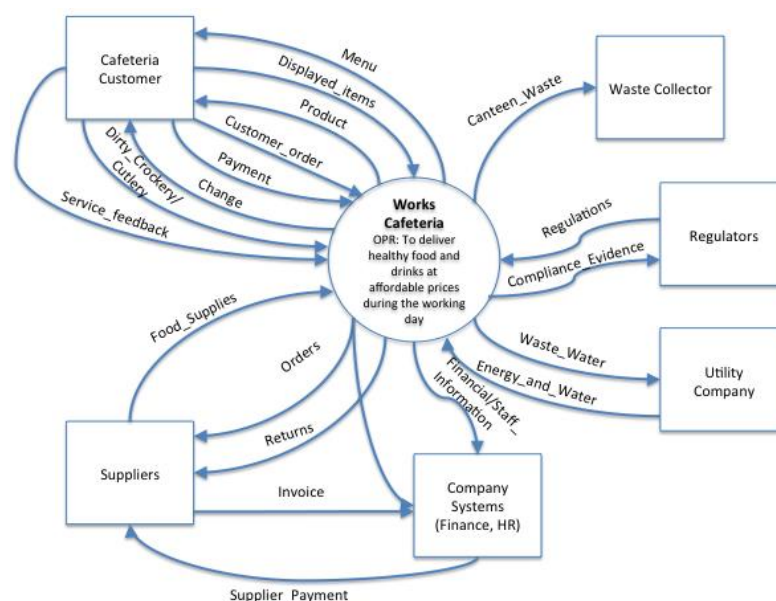 Cafeteria
Customer
Menu
Displayed_items
Product
Customer_order
Payment
Change
Dirty_Crockery/
Cutlery
Service_feedback
Canteen_Waste
Waste Collector
Works
Cafeteria
OPR: To deliver
healthy food and
drinks at
affordable prices
during the working
day
Regulations
Compliance_Evidence
Regulators
Waste_Water
Energy_and_Water
Utility
Company
Food_Supplies
Orders
Returns
Financial/Staff_
Information
Suppliers
Invoice
Company
Systems
(Finance, HR)
Supplier_Payment